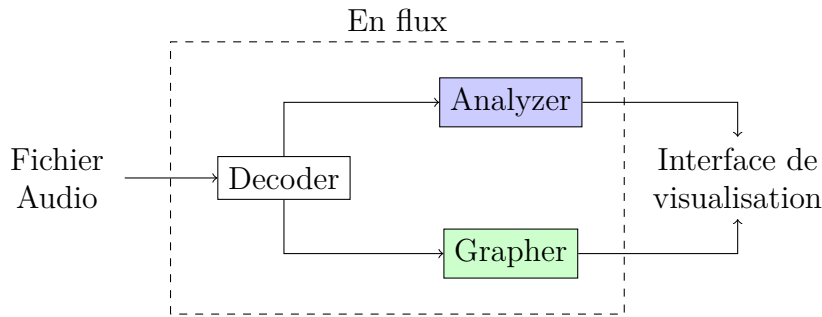 En flux
Analyzer
Fichier
Audio
Decoder
Interface de
visualisation
Grapher